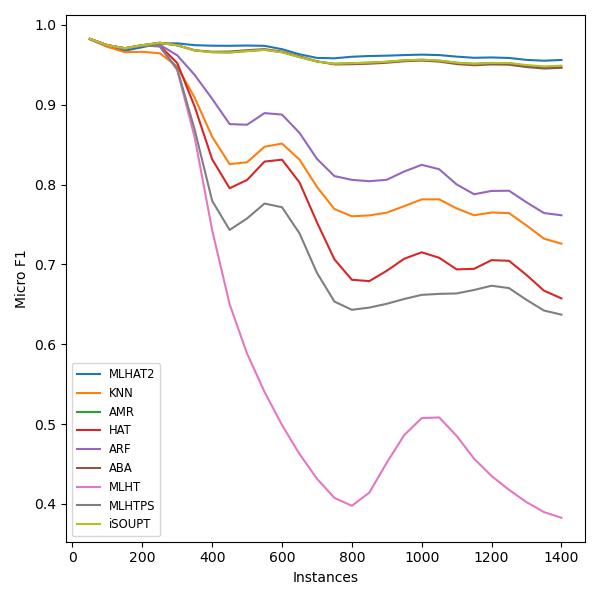 1.0
0.9
0.8
0.7
0.6
0.5
0.4
Micro F1
MLHAT2
KNN
AMR
HAT
ARF
ABA
MLHT
MLHTPS
iSOUPT
0 200 400 600 800 1000 1200 1400
Instances